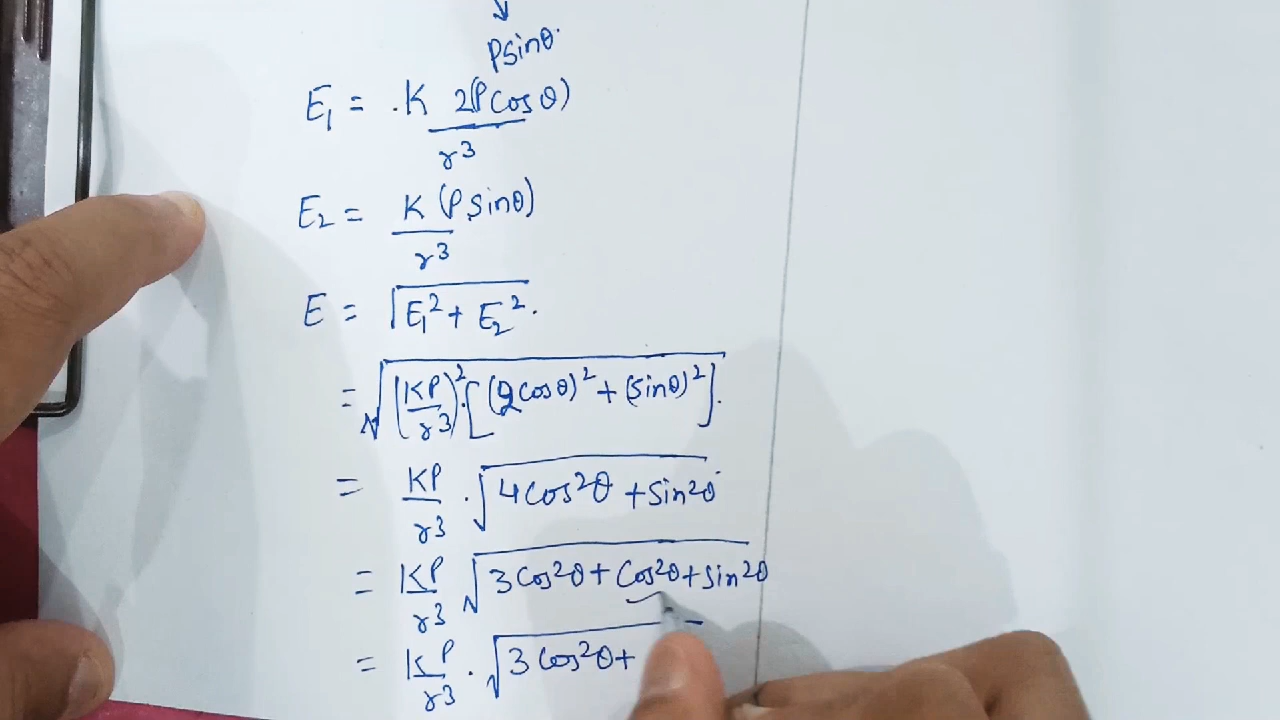 ↓
Psinθ.
E₁ = .K 2(P Cos θ) / r³
E₂ = K (P sinθ) / r³
E = √(E₁² + E₂²).
= √((KP/r³)² · [(2cosθ)² + (sinθ)²]).
= KP/r³ · √(4cos²θ + sin²θ)
= KP/r³ √(3cos²θ + cos²θ + sin²θ)
= KP/r³ · √(3cos²θ +